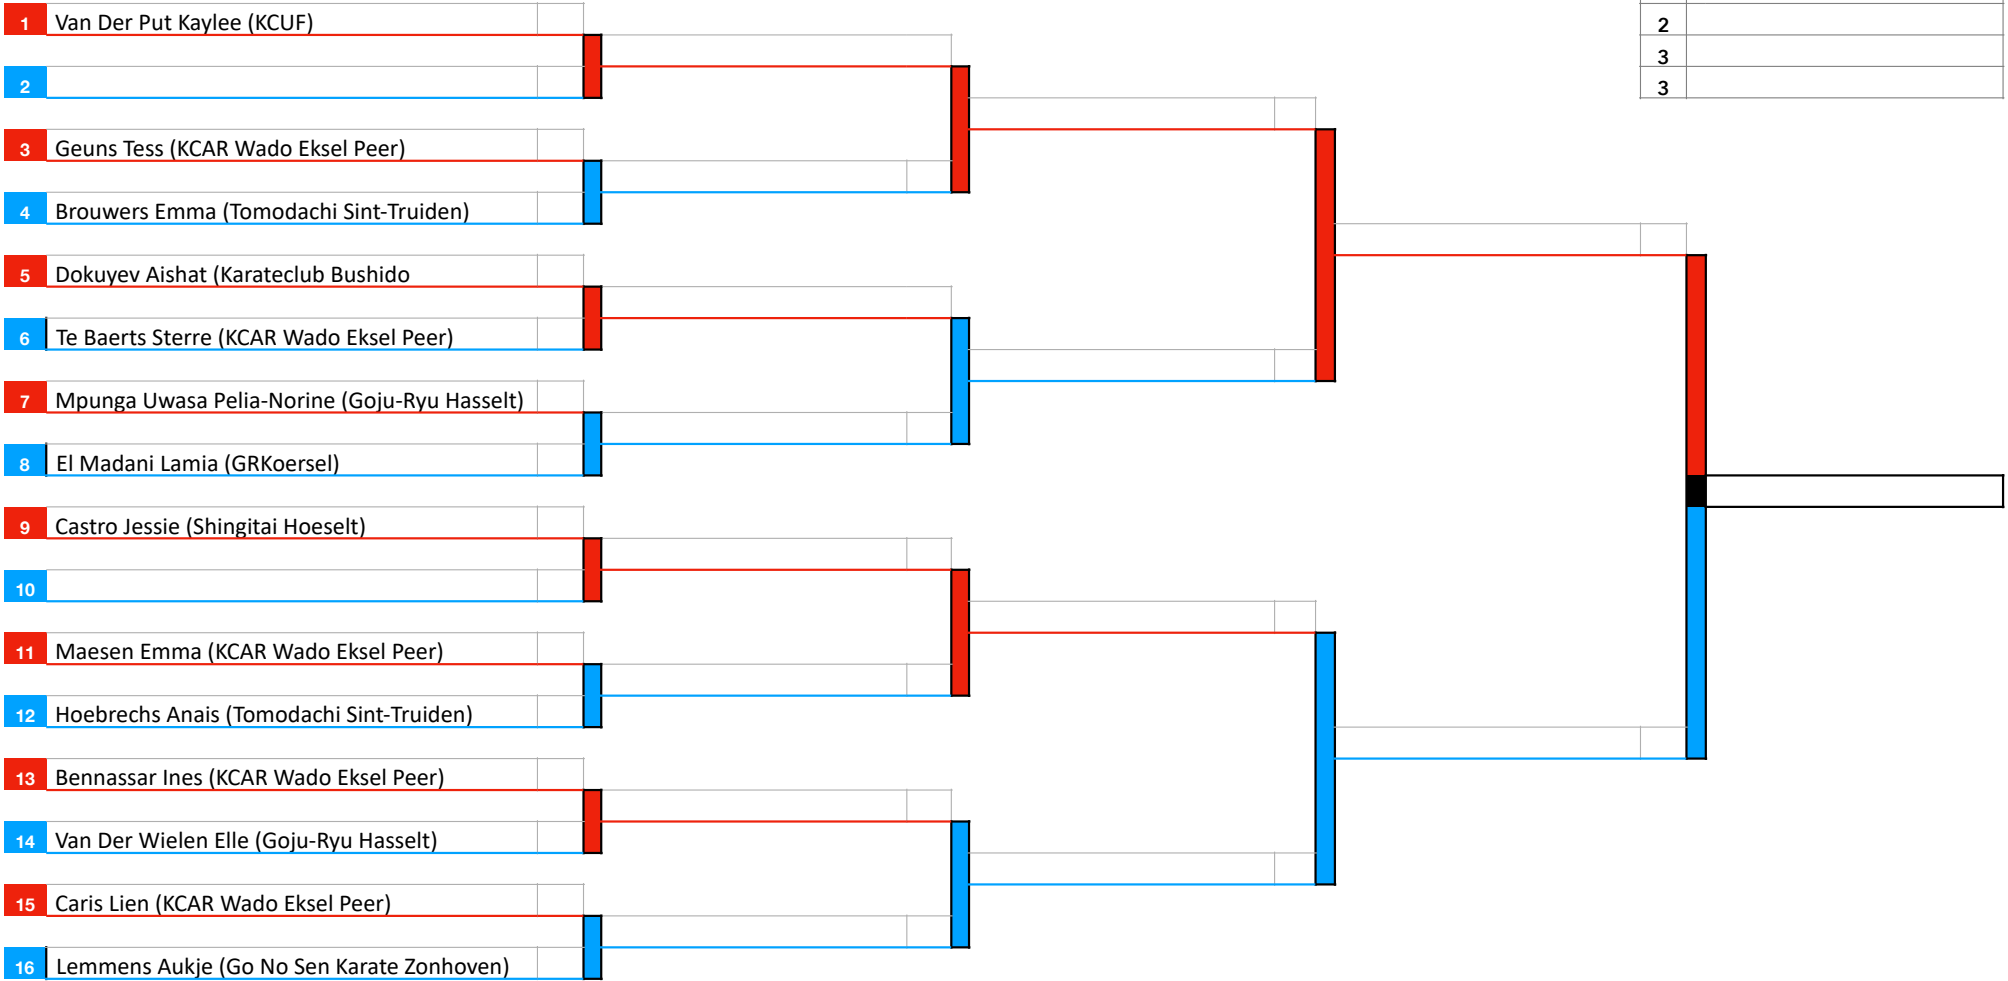 1 Van Der Put Kaylee (KCUF)
2
3 Geuns Tess (KCAR Wado Eksel Peer)
4 Brouwers Emma (Tomodachi Sint-Truiden)
5 Dokuyev Aishat (Karateclub Bushido
6 Te Baerts Sterre (KCAR Wado Eksel Peer)
7 Mpunga Uwasa Pelia-Norine (Goju-Ryu Hasselt)
8 El Madani Lamia (GRKoersel)
9 Castro Jessie (Shingitai Hoeselt)
10
11 Maesen Emma (KCAR Wado Eksel Peer)
12 Hoebrechs Anais (Tomodachi Sint-Truiden)
13 Bennassar Ines (KCAR Wado Eksel Peer)
14 Van Der Wielen Elle (Goju-Ryu Hasselt)
15 Caris Lien (KCAR Wado Eksel Peer)
16 Lemmens Aukje (Go No Sen Karate Zonhoven)
2
3
3